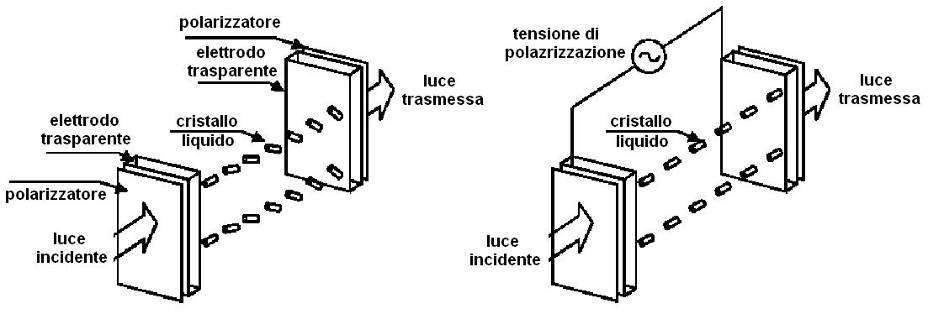 polarizzatore
elettrodo
trasparente
luce
trasmessa
elettrodo
trasparente
cristallo
liquido
polarizzatore
luce
incidente
tensione di
polazrizzazione
luce
trasmessa
cristallo
liquido
luce
incidente